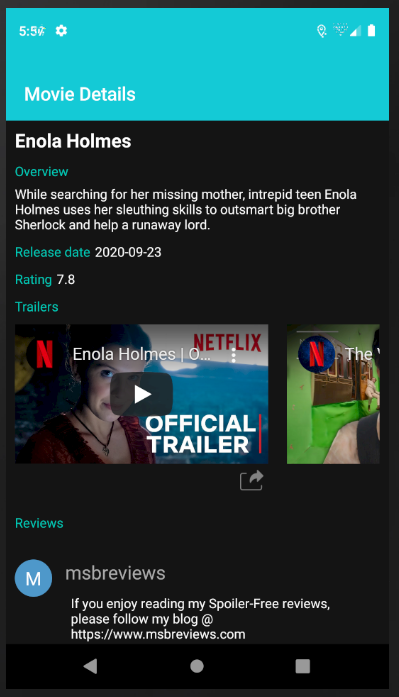 Movie Details
Enola Holmes
Overview
While searching for her missing mother, intrepid teen Enola
Holmes uses her sleuthing skills to outsmart big brother
Sherlock and help a runaway lord.
Release date 2020-09-23
Rating 7.8
Trailers
N
Enola Holmes | O...
NETFLIX
OFFICIAL
TRAILER
N
The
Reviews
M
msbreviews
If you enjoy reading my Spoiler-Free reviews,
please follow my blog @
https://www.msbreviews.com